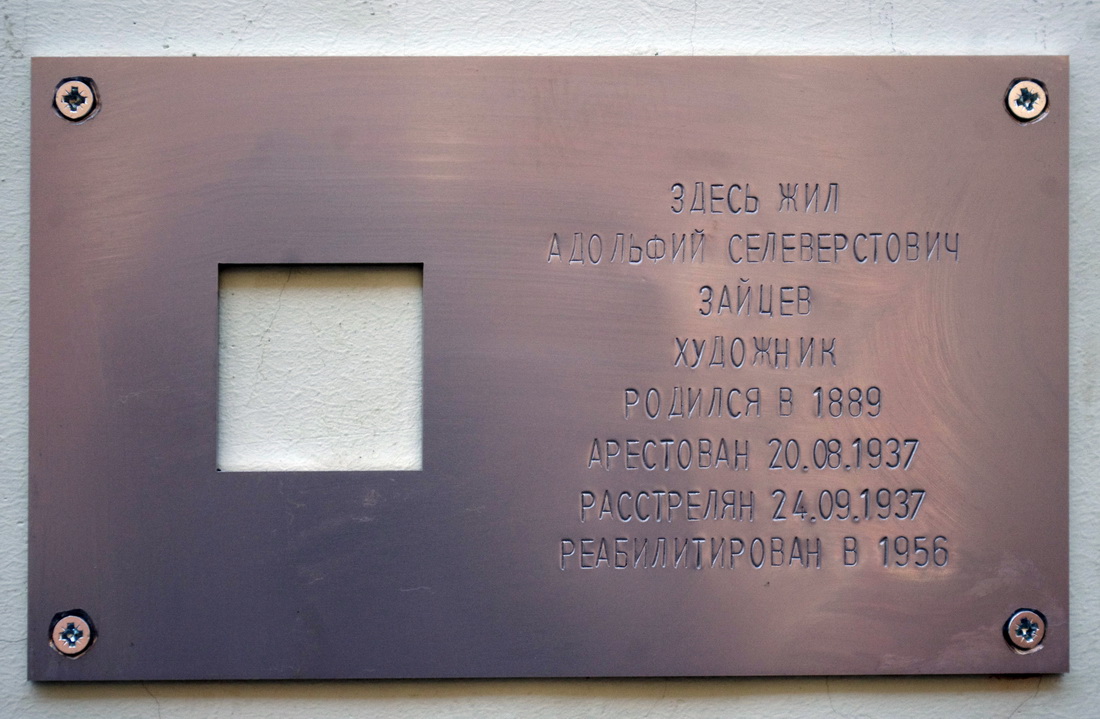 ЗДЕСЬ ЖИЛ
АДОЛЬФИЙ СЕЛЕВЕРСТОВИЧ
ЗАЙЦЕВ
ХУДОЖНИК
РОДИЛСЯ В 1889
АРЕСТОВАН 20.08.1937
РАССТРЕЛЯН 24.09.1937
РЕАБИЛИТИРОВАН В 1956